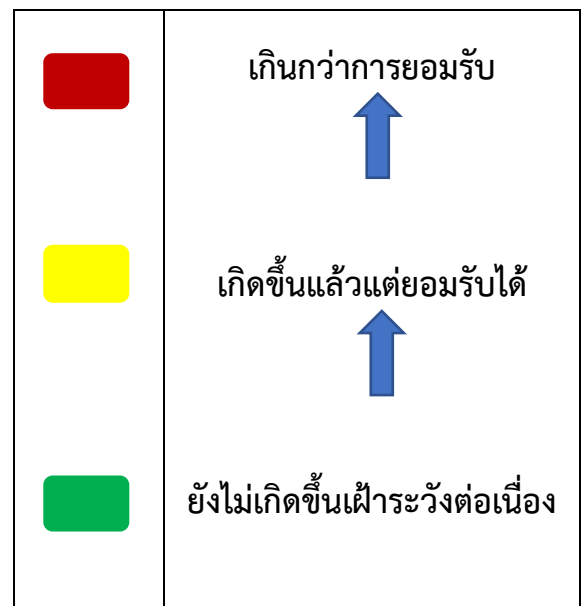 เกินกว่าการยอมรับ
เกิดขึ้นแล้วแต่ยอมรับได้
ยังไม่เกิดขึ้นเฝ้าระวังต่อเนื่อง